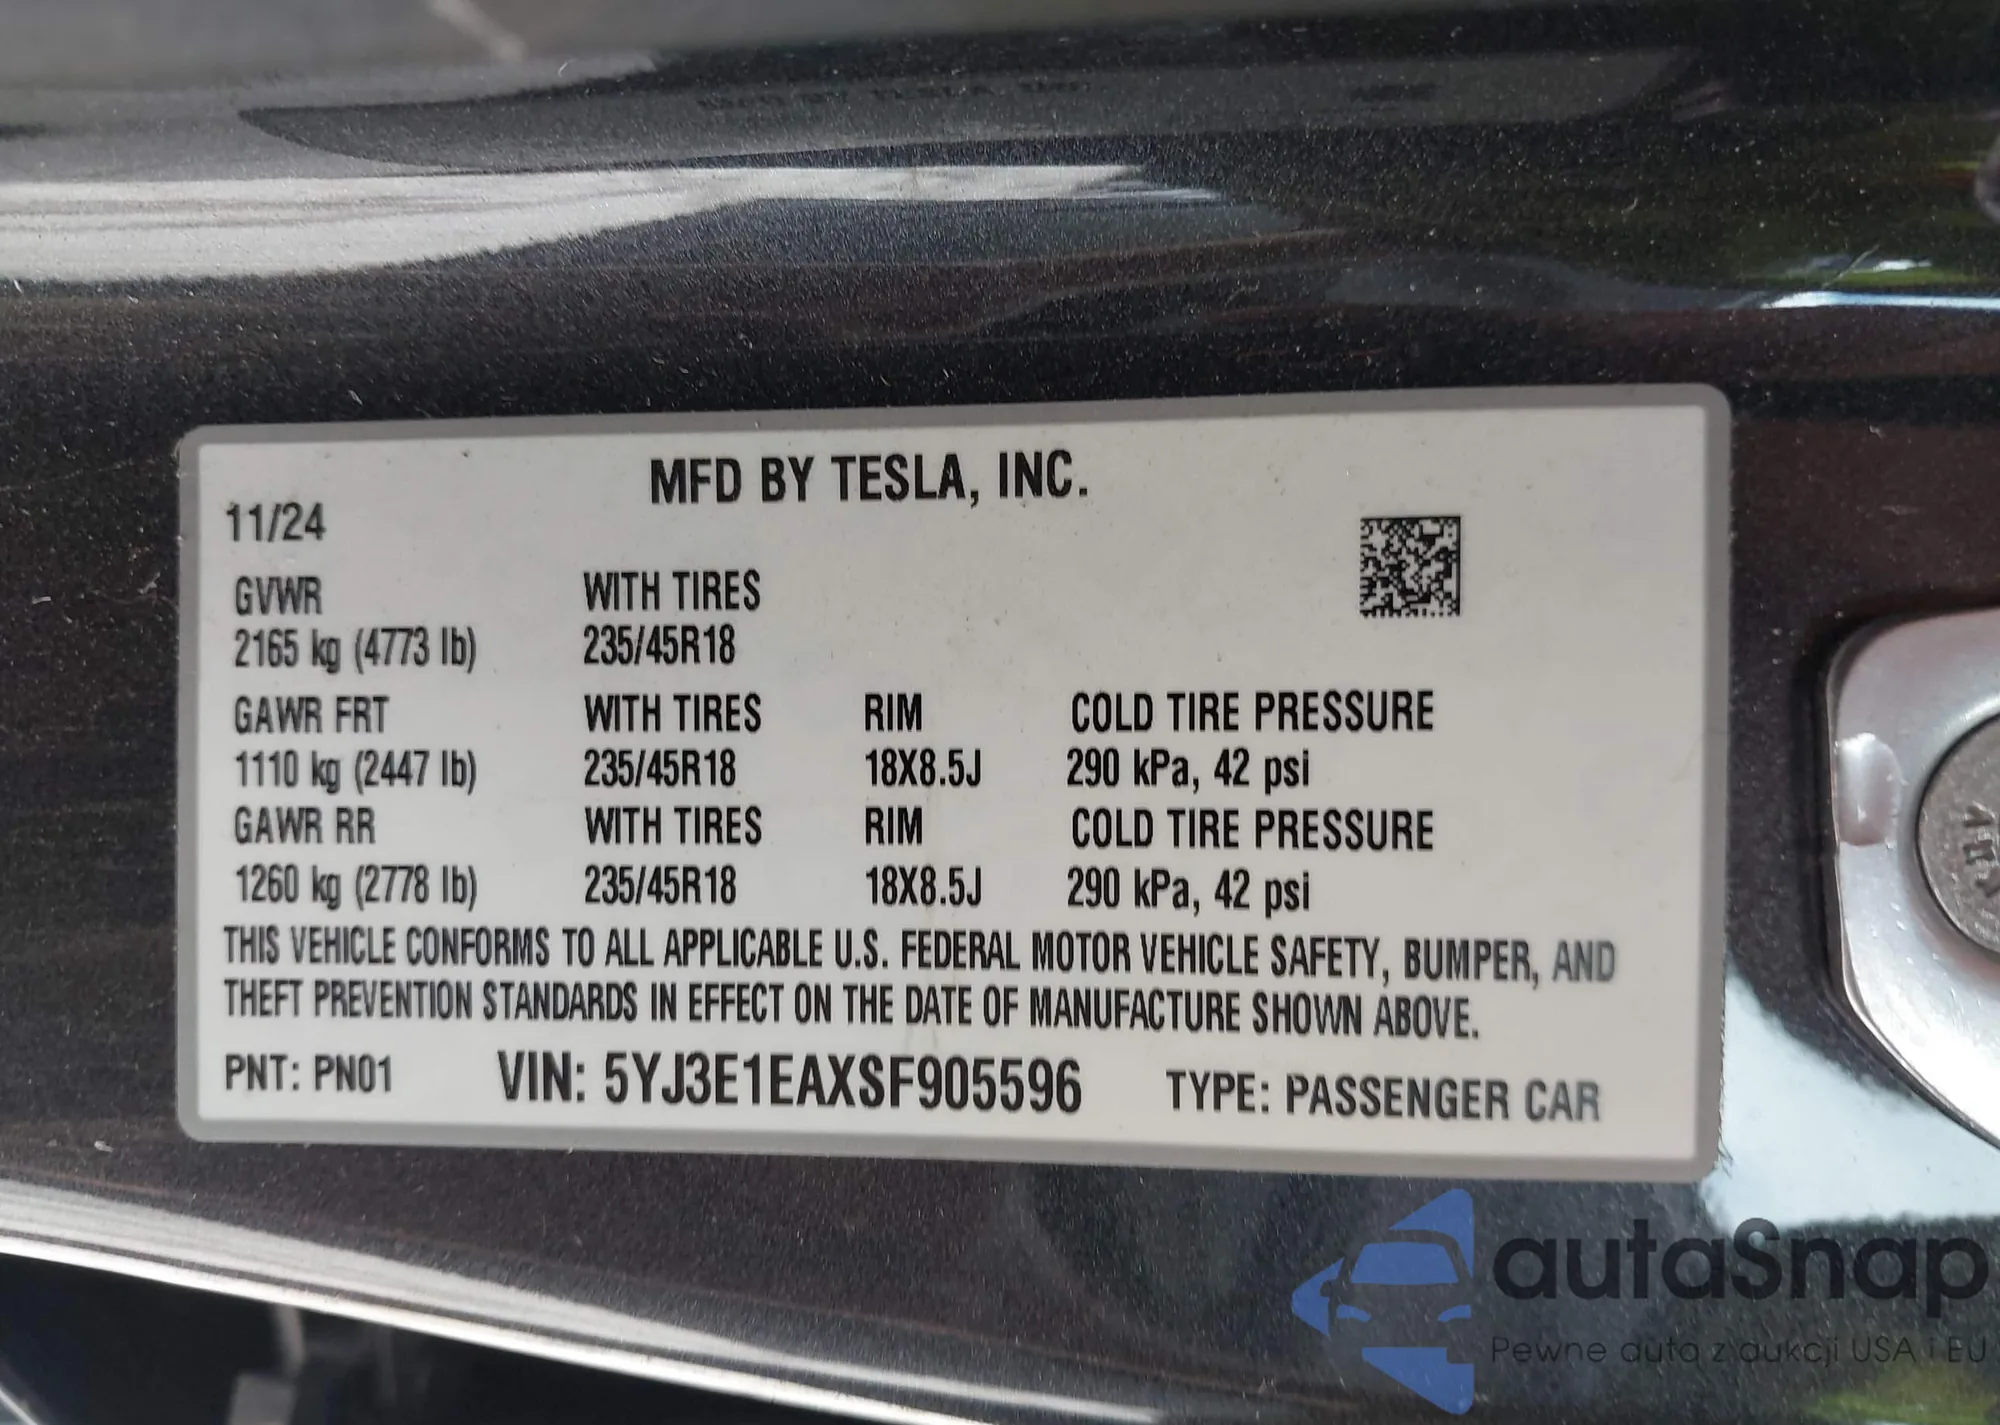 MFD BY TESLA, INC.
11/24
GVWR WITH TIRES
2165 kg (4773 lb) 235/45R18
GAWR FRT WITH TIRES RIM COLD TIRE PRESSURE
1110 kg (2447 lb) 235/45R18 18X8.5J 290 kPa, 42 psi
GAWR RR WITH TIRES RIM COLD TIRE PRESSURE
1260 kg (2778 lb) 235/45R18 18X8.5J 290 kPa, 42 psi
THIS VEHICLE CONFORMS TO ALL APPLICABLE U.S. FEDERAL MOTOR VEHICLE SAFETY, BUMPER, AND
THEFT PREVENTION STANDARDS IN EFFECT ON THE DATE OF MANUFACTURE SHOWN ABOVE.
PNT: PN01 VIN: 5YJ3E1EAXSF905596 TYPE: PASSENGER CAR
autaSnap
Pewne auta z aukcji USA i EU